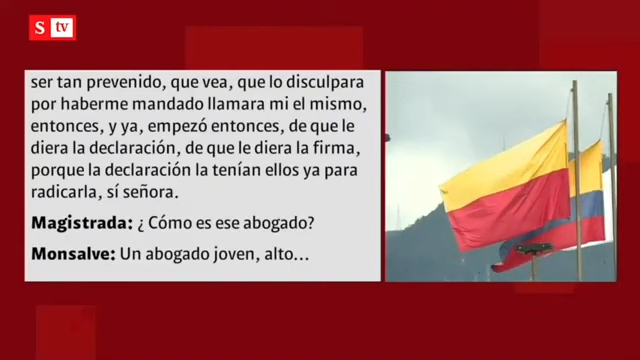 S tv
ser tan prevenido, que vea, que lo disculpara
por haberme mandado llamara mi el mismo,
entonces, y ya, empezó entonces, de que le
diera la declaración, de que le diera la firma,
porque la declaración la tenían ellos ya para
radicarla, sí señora.
Magistrada: ¿ Cómo es ese abogado?
Monsalve: Un abogado joven, alto...